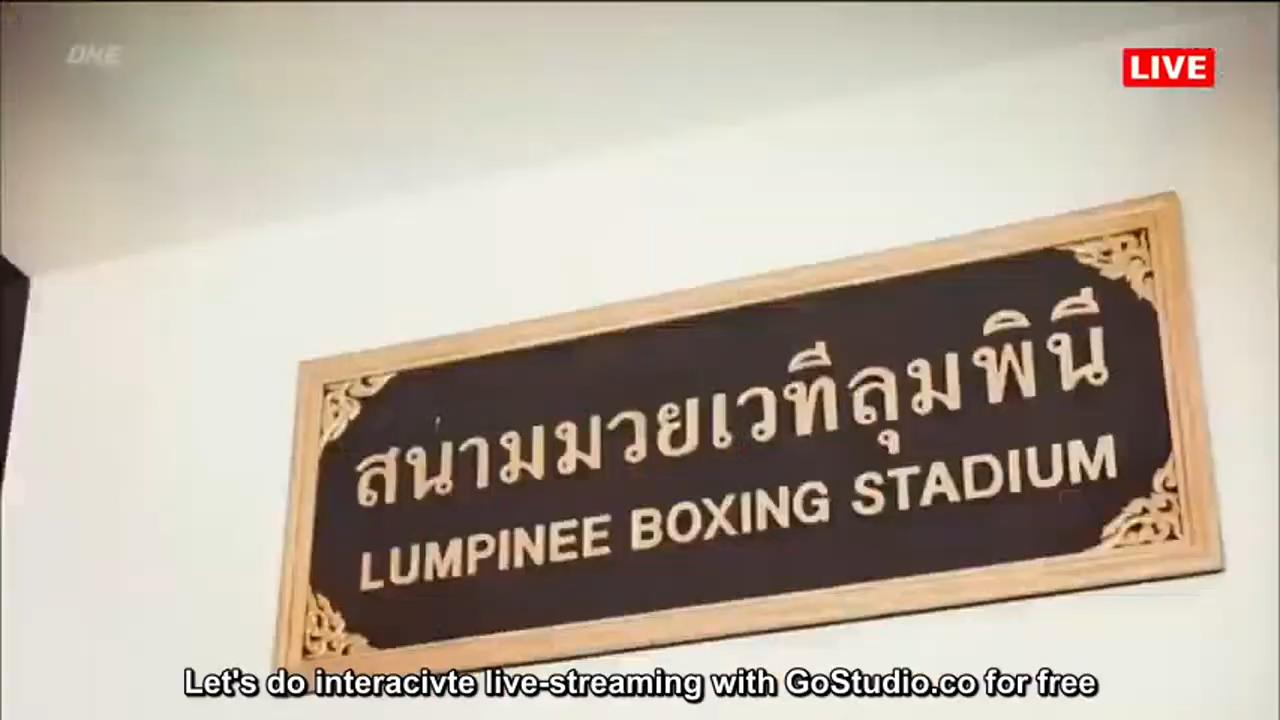 ONE
LIVE
สนามมวยเวทีลุมพินี
LUMPINEE BOXING STADIUM
Let's do interacivte live-streaming with GoStudio.co for free